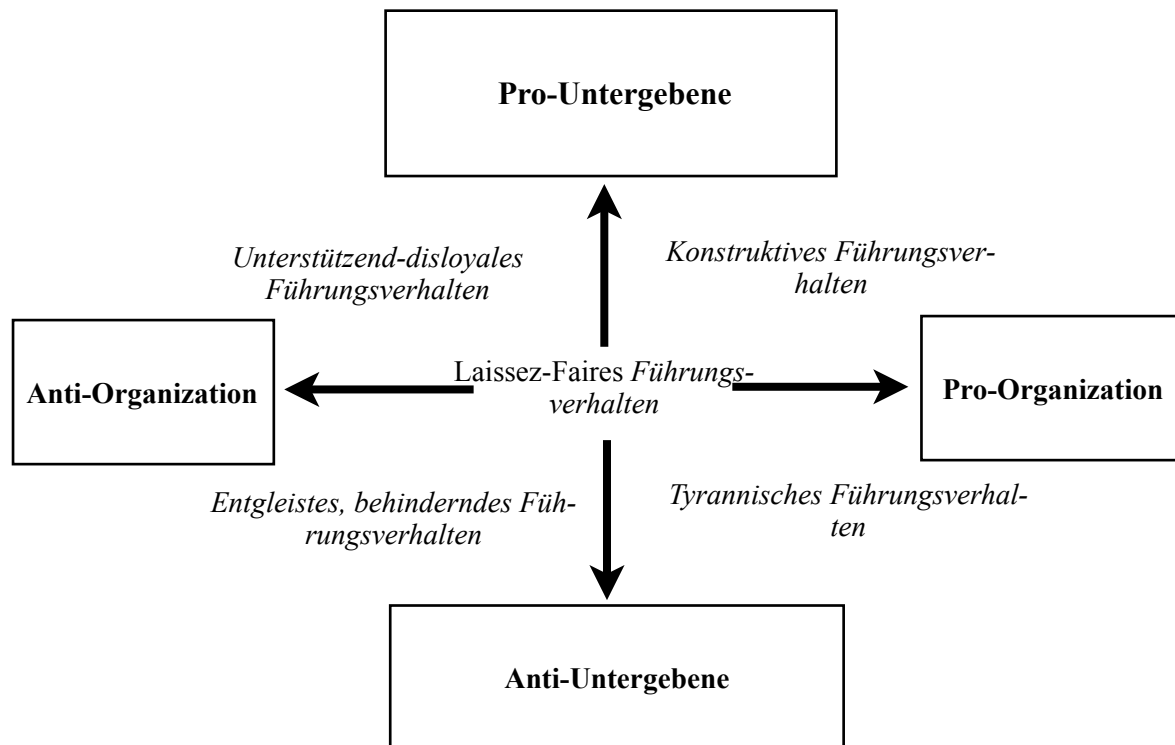 Pro-Untergebene
Unterstützend-disloyales
Führungsverhalten
Konstruktives Führungsver-
halten
Anti-Organization
Laissez-Faires Führungs-
verhalten
Pro-Organization
Entgleistes, behinderndes Füh-
rungsverhalten
Tyrannisches Führungsverhal-
ten
Anti-Untergebene